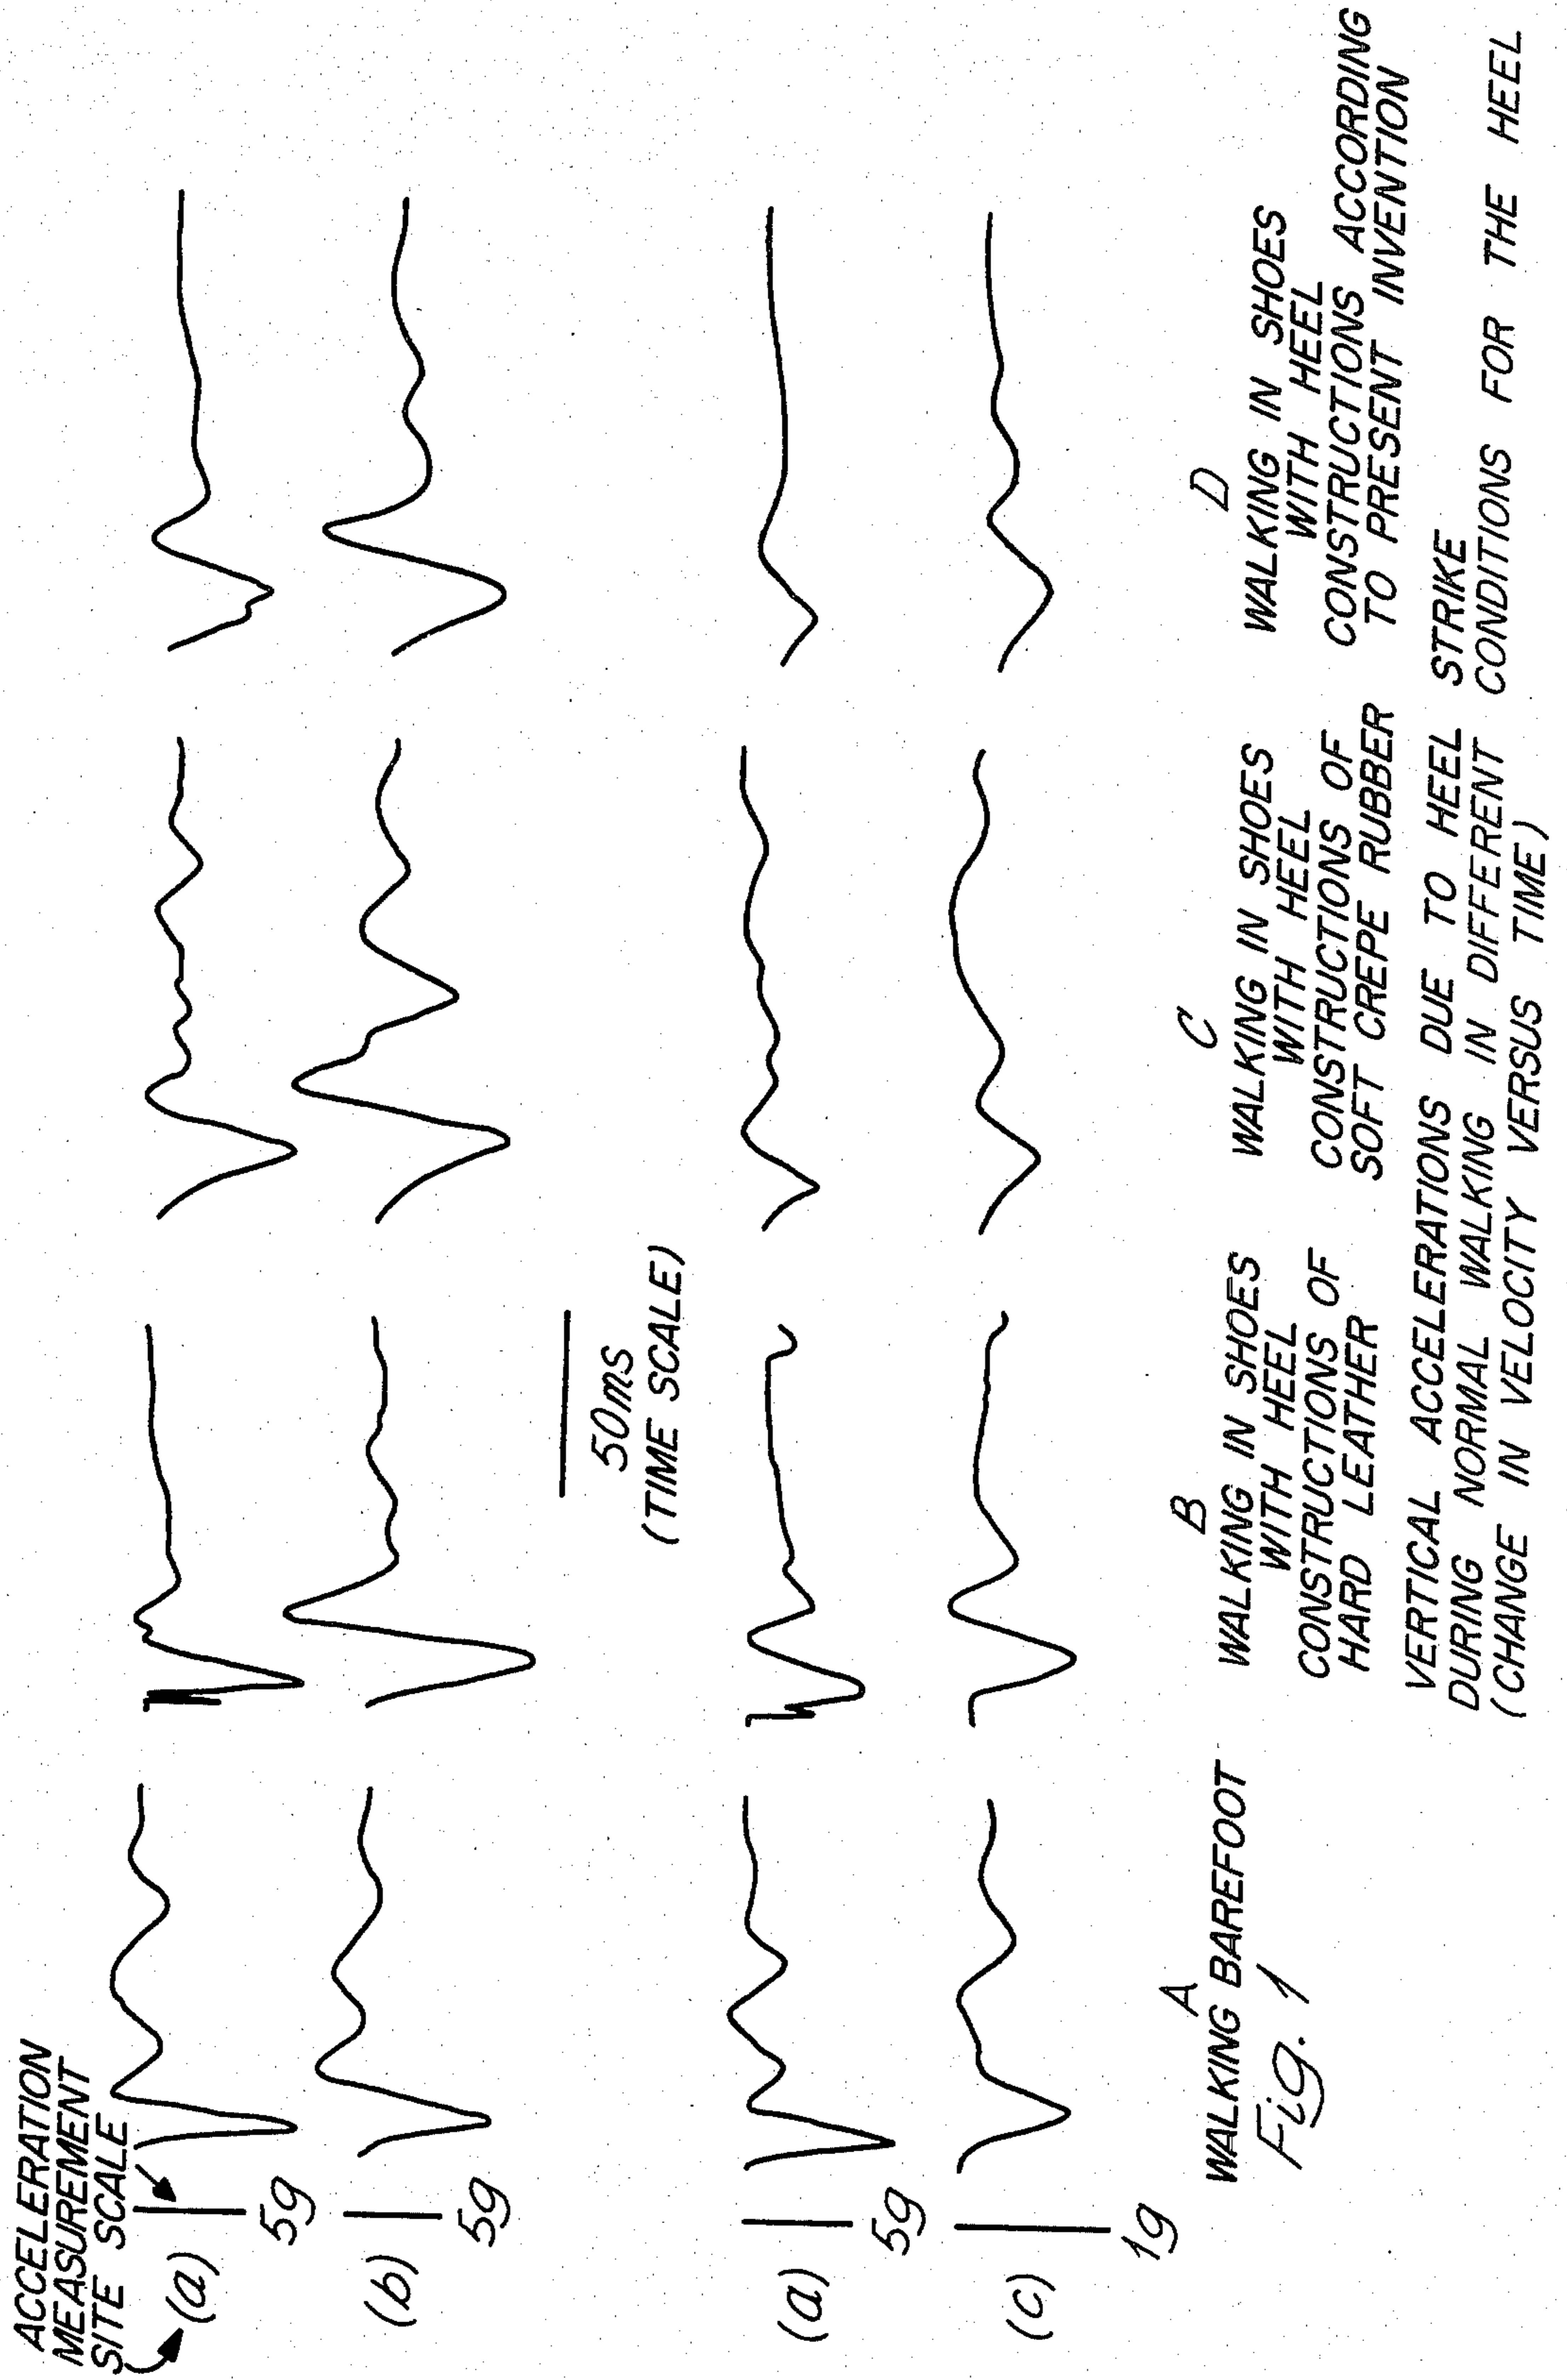 ACCELERATION
MEASUREMENT
SITE SCALE
(a)
5g
(b)
5g
50ms
(TIME SCALE)
(a)
5g
(c)
1g
A
WALKING BAREFOOT
B
WALKING IN SHOES
WITH HEEL
CONSTRUCTIONS OF
HARD LEATHER
C
WALKING IN SHOES
WITH HEEL
CONSTRUCTIONS OF
SOFT CREPE RUBBER
D
WALKING IN SHOES
WITH HEEL
CONSTRUCTIONS ACCORDING
TO PRESENT INVENTION
Fig. 1
VERTICAL ACCELERATIONS DUE TO HEEL STRIKE
DURING NORMAL WALKING IN DIFFERENT CONDITIONS FOR THE HEEL
(CHANGE IN VELOCITY VERSUS TIME)